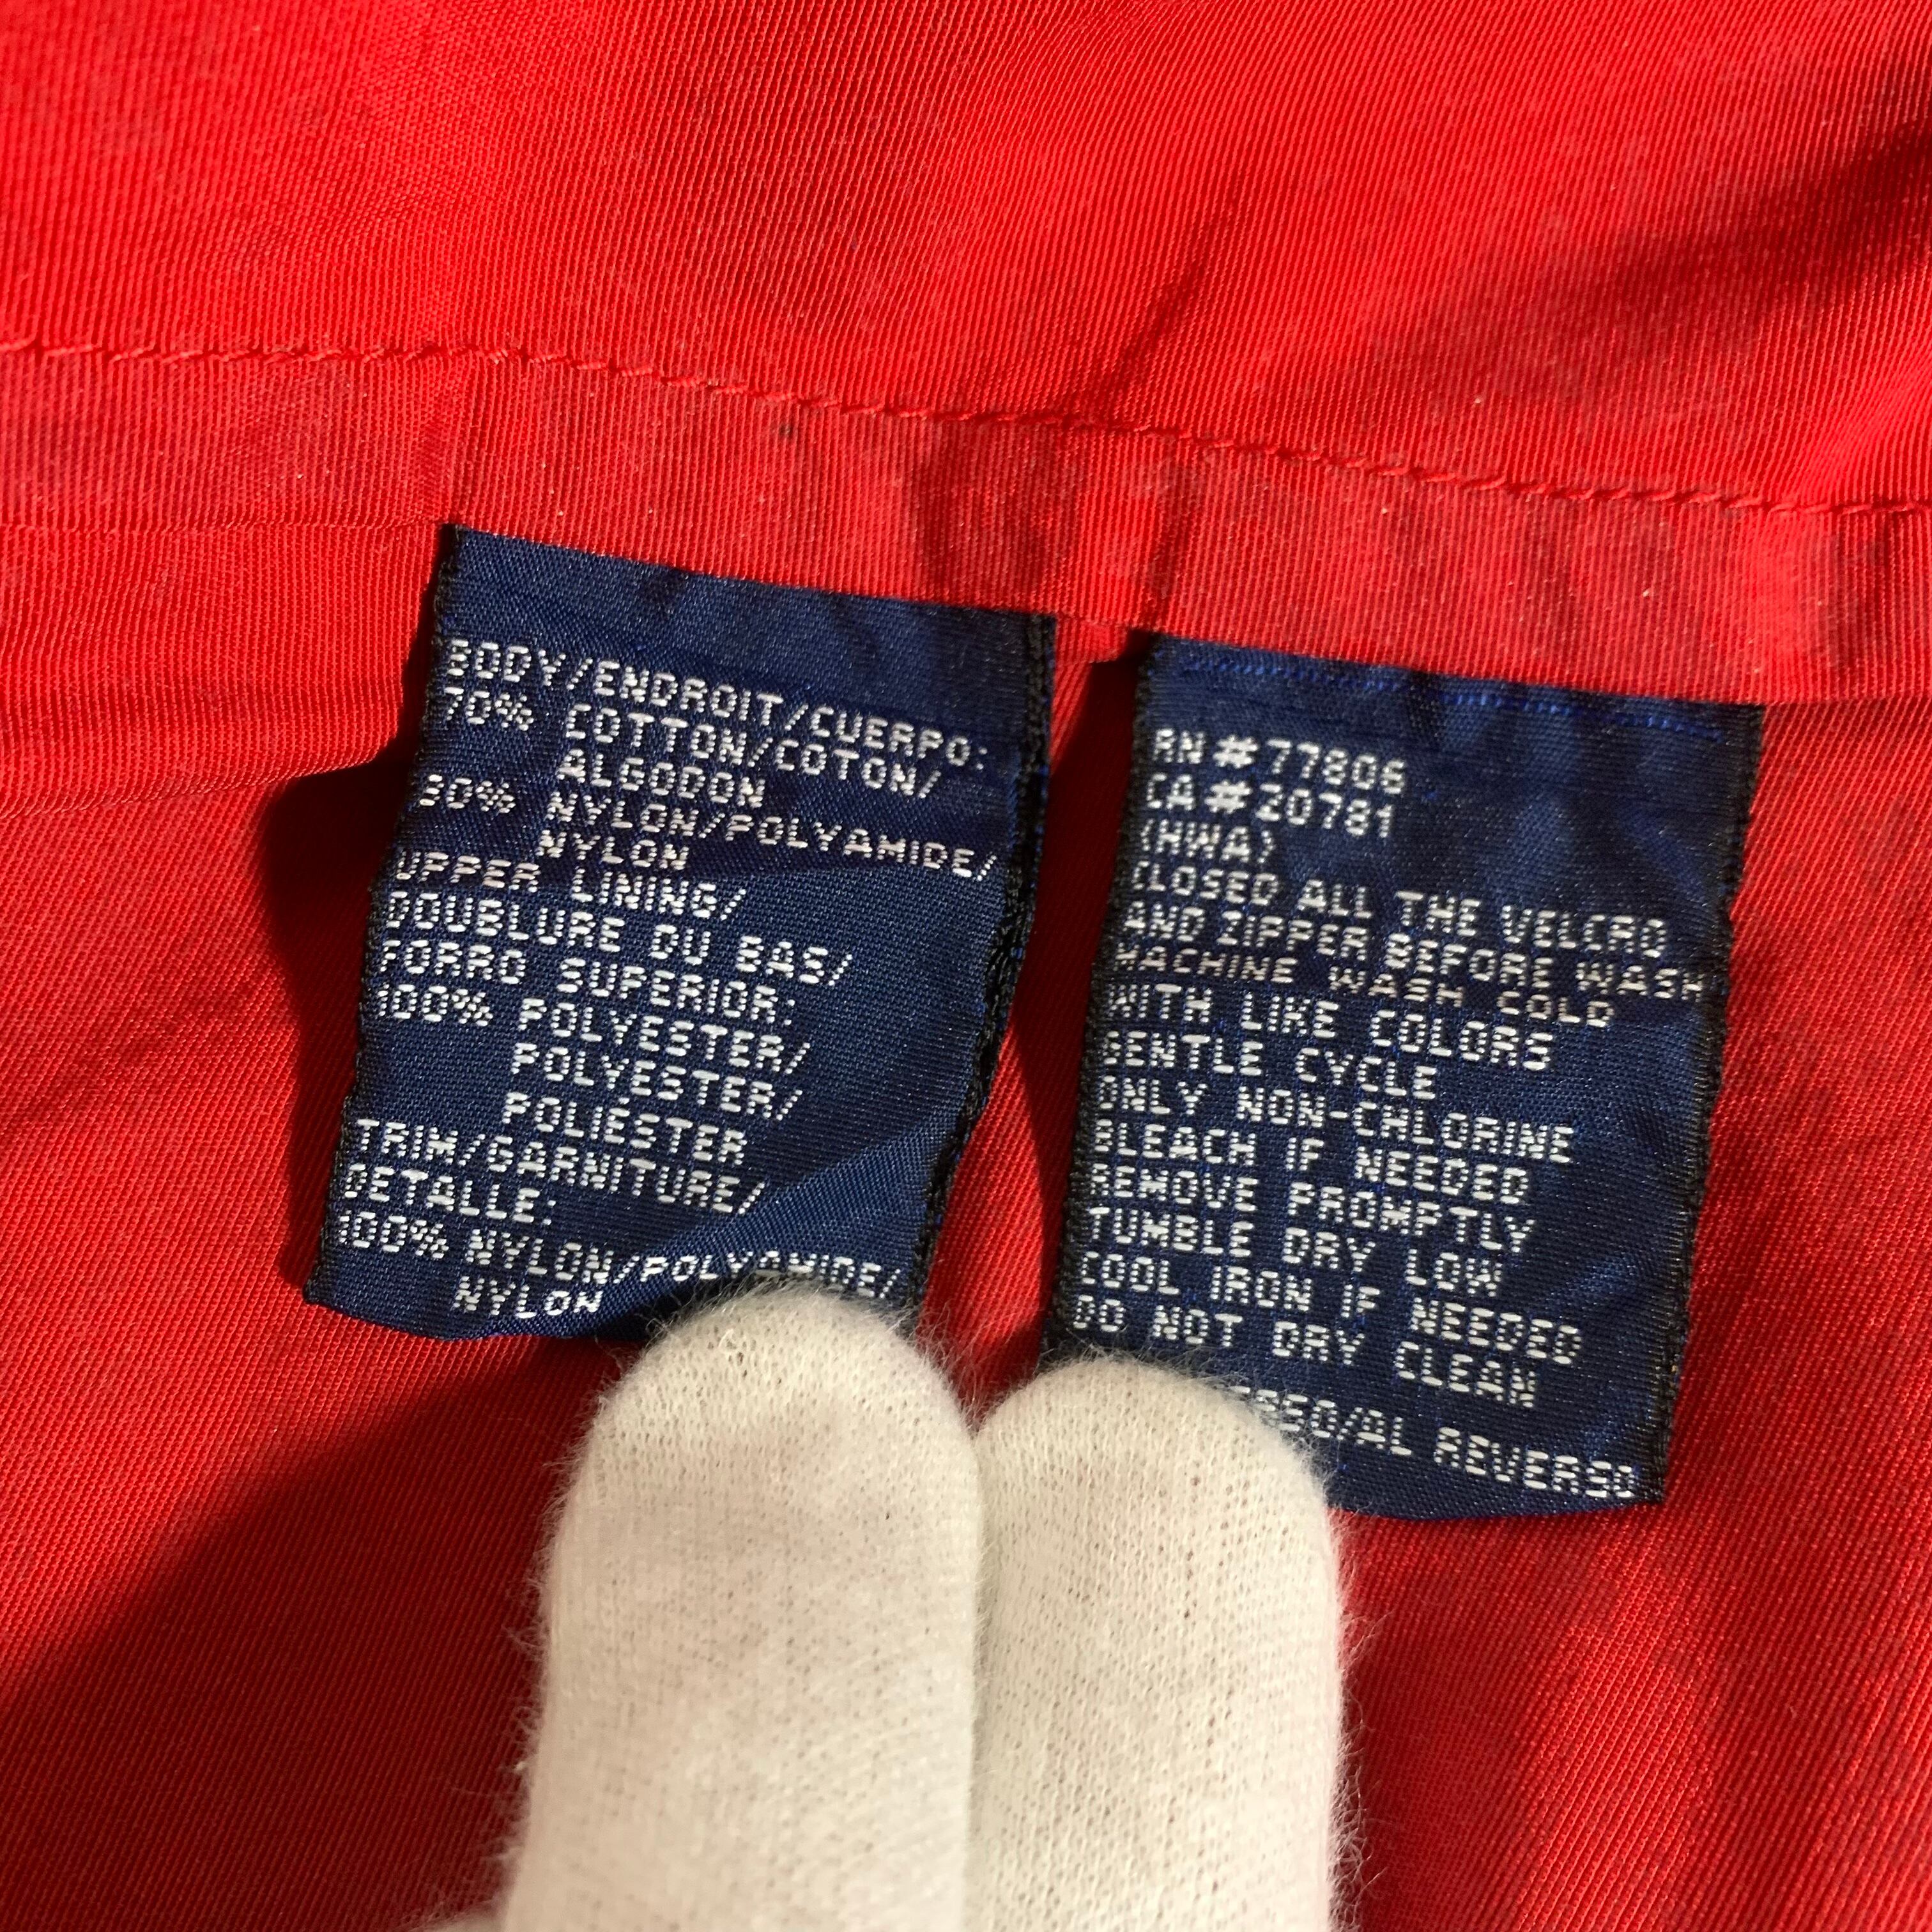 BODY/ENDROIT/CUERPO:
70% COTTON/COTON/
ALGODON
30% NYLON/POLYAMIDE/
NYLON
UPPER LINING/
DOUBLURE DU BAS/
FORRO SUPERIOR:
100% POLYESTER/
POLYESTER/
POLIESTER
TRIM/GARNITURE/
DETALLE:
100% NYLON/POLYAMIDE/
NYLON
RN #77806
CA #20781
(HWA)
CLOSED ALL THE VELCRO
AND ZIPPER BEFORE WASH
MACHINE WASH COLD
WITH LIKE COLORS
GENTLE CYCLE
ONLY NON-CHLORINE
BLEACH IF NEEDED
REMOVE PROMPTLY
TUMBLE DRY LOW
COOL IRON IF NEEDED
DO NOT DRY CLEAN
/AL REVERSO